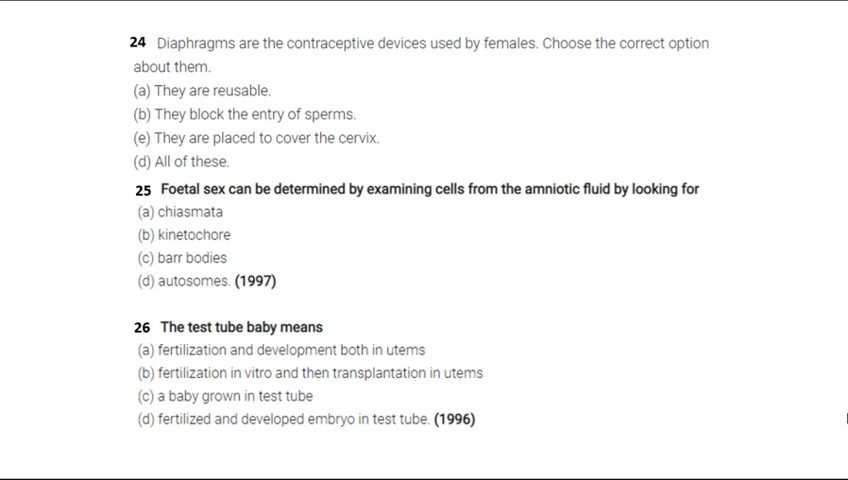 24 Diaphragms are the contraceptive devices used by females. Choose the correct option
about them.
(a) They are reusable.
(b) They block the entry of sperms.
(e) They are placed to cover the cervix.
(d) All of these.
25 Foetal sex can be determined by examining cells from the amniotic fluid by looking for
(a) chiasmata
(b) kinetochore
(c) barr bodies
(d) autosomes. (1997)
26 The test tube baby means
(a) fertilization and development both in utems
(b) fertilization in vitro and then transplantation in utems
(c) a baby grown in test tube
(d) fertilized and developed embryo in test tube. (1996)